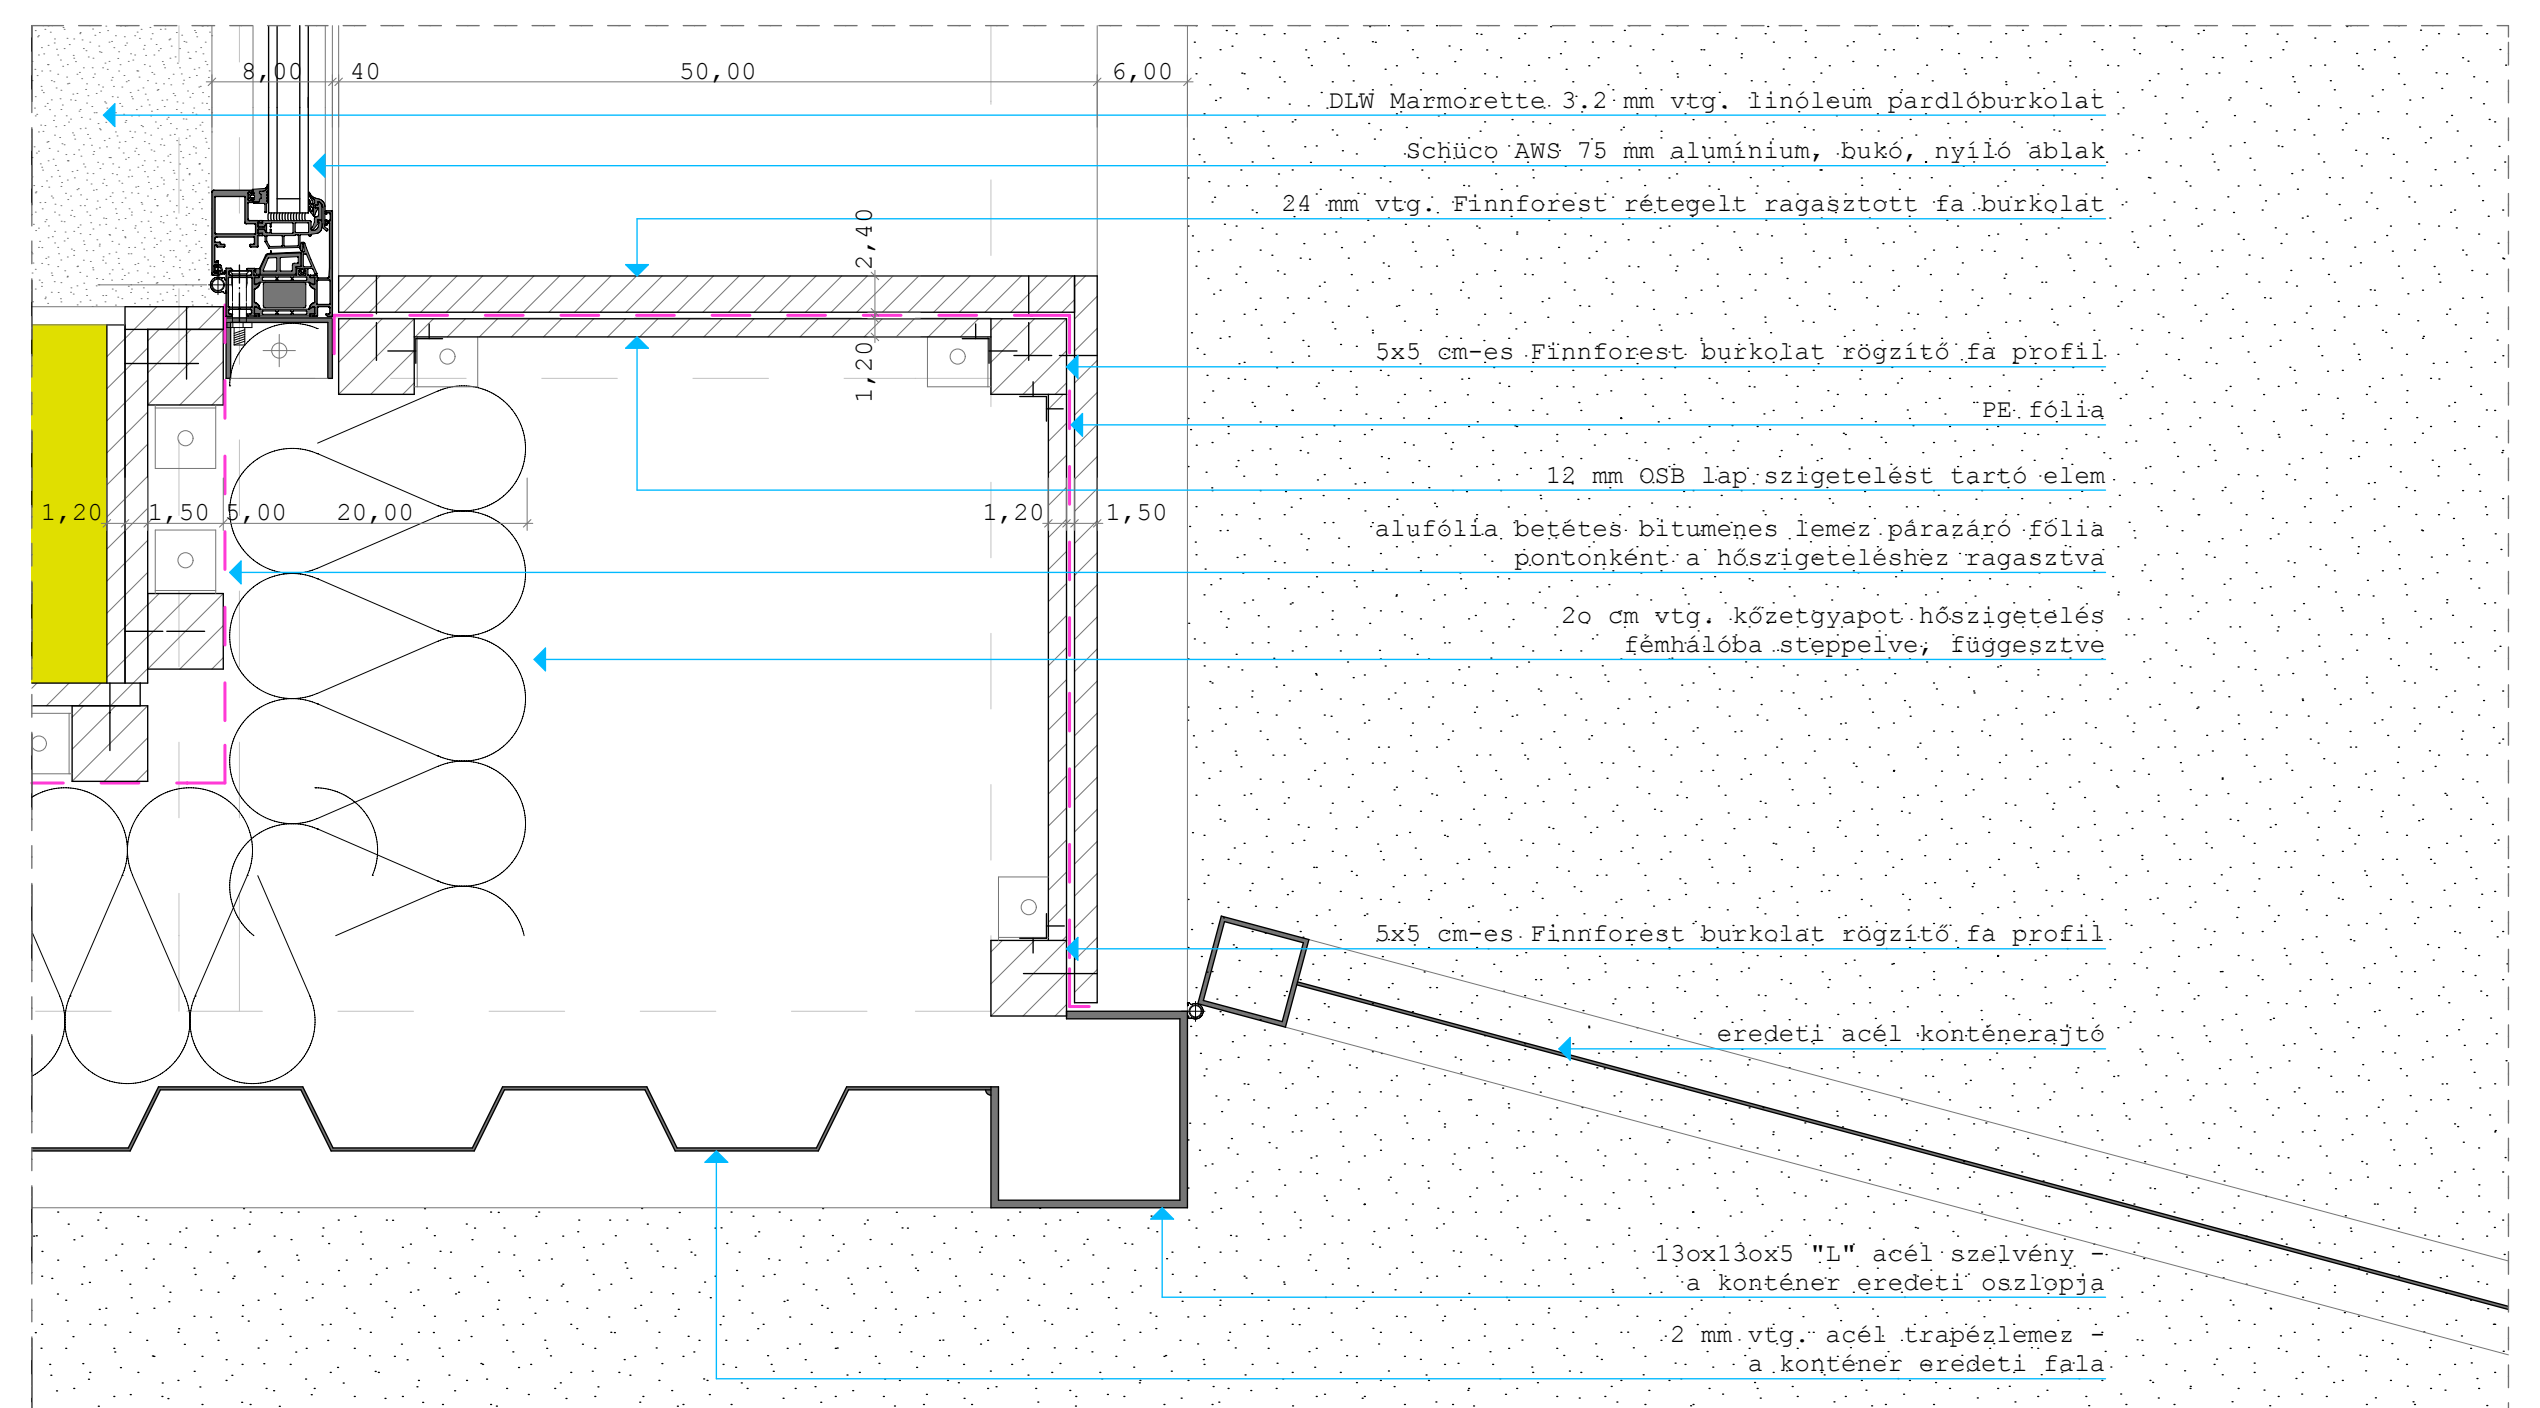 8,00 40 50,00 6,00
DLW Marmorette 3.2 mm vtg. linóleum pardlóburkolat
Schüco AWS 75 mm alumínium, bukó, nyíló ablak
24 mm vtg. Finnforest rétegelt ragasztott fa burkolat
2,40
1,20
5x5 cm-es Finnforest burkolat rögzítő fa profil
PE fólia
12 mm OSB lap szigetelést tartó elem
1,20 1,50 5,00 20,00 1,20 1,50
alufólia betétes bitumenes lemez párazáró fólia
pontonként a hőszigeteléshez ragasztva
2o cm vtg. kőzetgyapot hőszigetelés
fémhálóba steppelve, függesztve
5x5 cm-es Finnforest burkolat rögzítő fa profil
eredeti acél konténerajtó
13ox13ox5 "L" acél szelvény -
a konténer eredeti oszlopja
2 mm vtg. acél trapézlemez -
a konténer eredeti fala